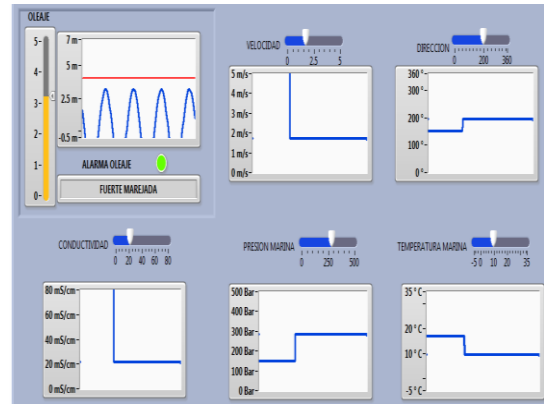 OLEAJE
5-
4-
3-
2-
1-
0-
7 m-
5 m-
2.5 m-
-0.5 m-
ALARMA OLEAJE
FUERTE MAREJADA
VELOCIDAD
0 2.5 5
5 m/s-
4 m/s-
3 m/s-
2 m/s-
1 m/s-
0 m/s-
DIRECCION
0 200 360
360 °-
300 °-
200 °-
100 °-
0 °-
CONDUCTIVIDAD
0 20 40 60 80
80 mS/cm-
60 mS/cm-
40 mS/cm-
20 mS/cm-
0 mS/cm-
PRESION MARINA
0 250 500
500 Bar-
400 Bar-
300 Bar-
200 Bar-
100 Bar-
0 Bar-
TEMPERATURA MARINA
-5 0 10 20 35
35 °C-
20 °C-
10 °C-
-5 °C-